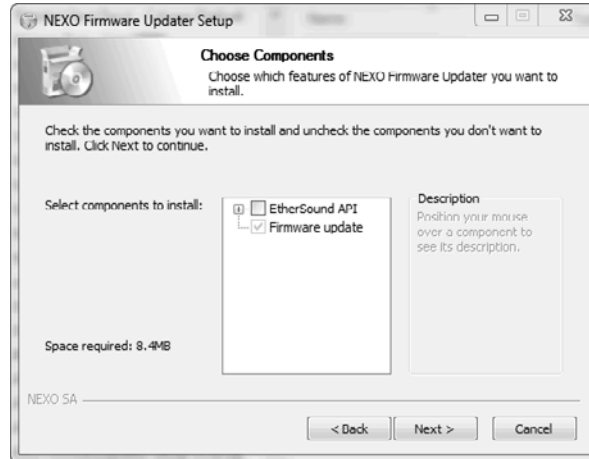 NEXO Firmware Updater Setup
Choose Components
Choose which features of NEXO Firmware Updater you want to
install.
Check the components you want to install and uncheck the components you don't want to
install. Click Next to continue.
Select components to install:
EtherSound API
Firmware update
Description
Position your mouse
over a component to
see its description.
Space required: 8.4MB
NEXO SA
< Back
Next >
Cancel